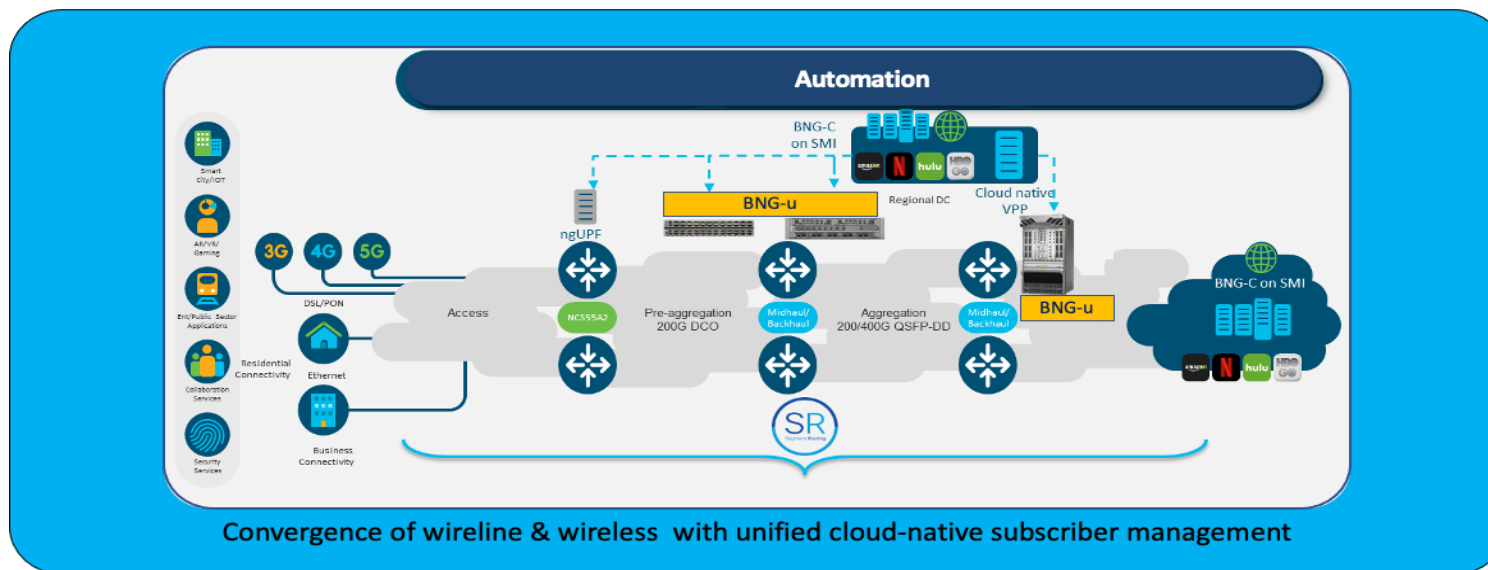 Automation
BNG-C
on SMI
amazon
N
hulu
HBO
GO
Regional DC
Cloud native
VPP
BNG-u
ngUPF
Smart
City/IOT
AR/VR/
Gaming
Ent/Public Sector
Applications
Collaboration
Services
Security
Services
3G
4G
5G
DSL/PON
Residential
Connectivity
Ethernet
Business
Connectivity
Access
NCS55A2
Pre-aggregation
200G DCO
Midhaul/
Backhaul
Aggregation
200/400G QSFP-DD
Midhaul/
Backhaul
BNG-u
BNG-C on SMI
amazon
N
hulu
HBO
GO
SR
Segment Routing
Convergence of wireline & wireless with unified cloud-native subscriber management